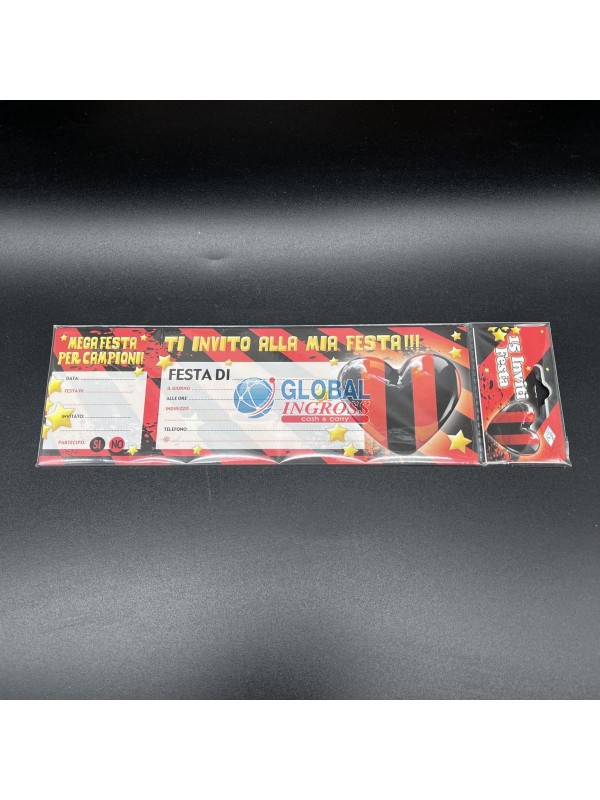 MEGA FESTA
PER CAMPIONI!
DATA:
FESTA DI:
INVITATO:
PARTECIPO: SI NO
TI INVITO ALLA MIA FESTA!!!
FESTA DI
IL GIORNO
ALLE ORE
INDIRIZZO
TELEFONO:
GLOBAL
INGROSS
cash & carry
15 Inviti
Festa